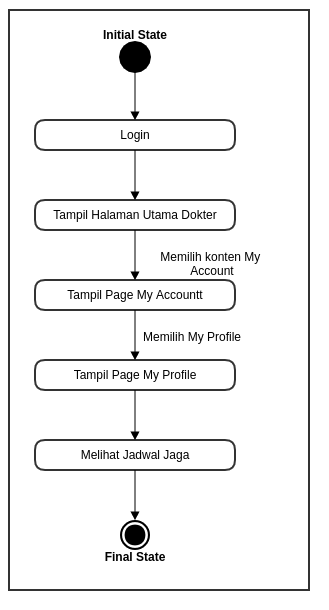 Initial State
Login
Tampil Halaman Utama Dokter
Memilih konten My
Account
Tampil Page My Accountt
Memilih My Profile
Tampil Page My Profile
Melihat Jadwal Jaga
Final State